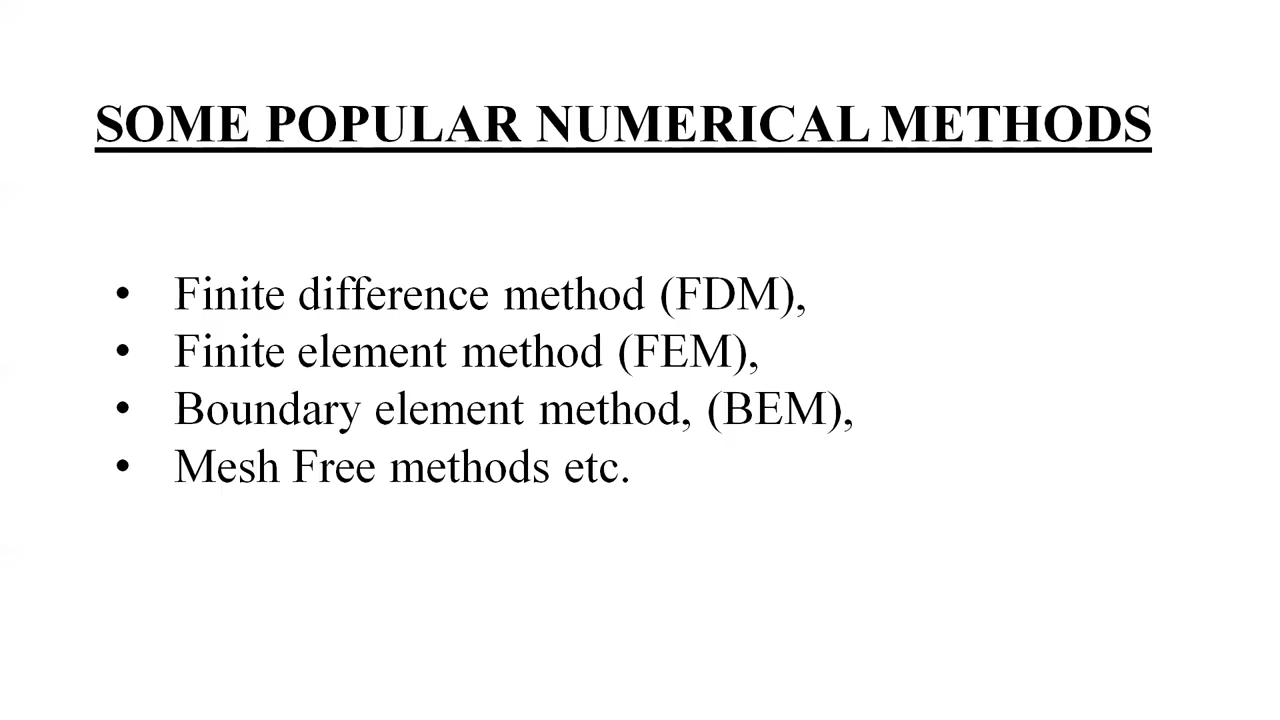 SOME POPULAR NUMERICAL METHODS
• Finite difference method (FDM),
• Finite element method (FEM),
• Boundary element method, (BEM),
• Mesh Free methods etc.